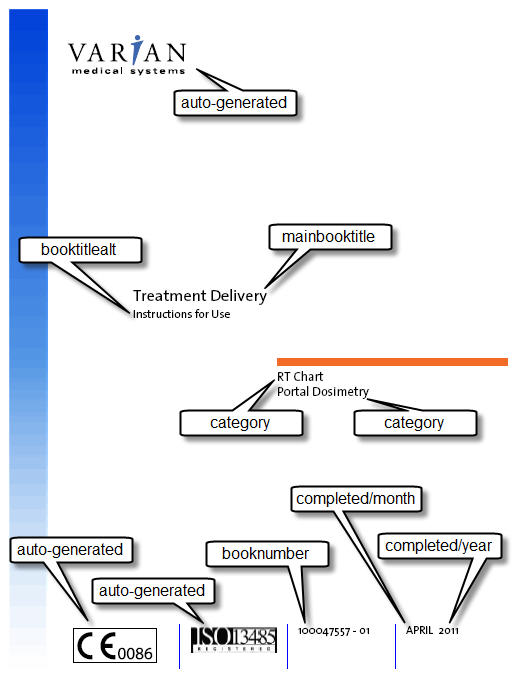 VARIAN
medical systems
auto-generated
mainbooktitle
booktitlealt
Treatment Delivery
Instructions for Use
RT Chart
Portal Dosimetry
category
category
completed/month
completed/year
auto-generated
booknumber
auto-generated
CE 0086
ISO 13485
REGISTERED
100047557 - 01
APRIL 2011